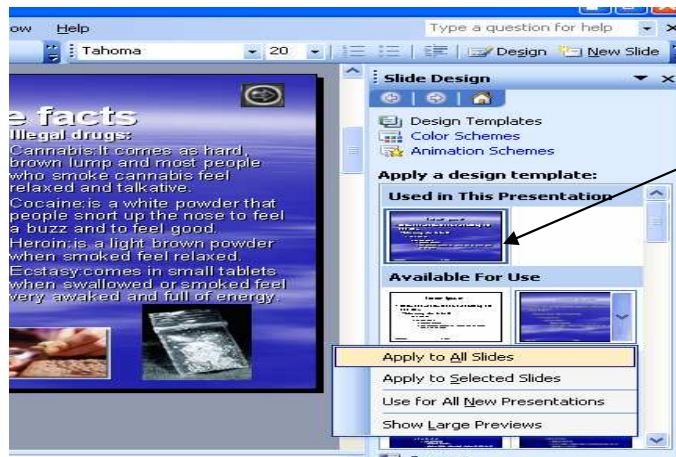 ow Help
Type a question for help
Tahoma 20 Design New Slide
Slide Design
e facts
Illegal drugs:
Cannabis:It comes as hard,
brown lump and most people
who smoke cannabis feel
relaxed and talkative.
Cocaine:is a white powder that
people snort up the nose to feel
a buzz and to feel good.
Heroin:is a light brown powder
when smoked feel relaxed.
Ecstasy:comes in small tablets
when swallowed or smoked feel
very awaked and full of energy.
Design Templates
Color Schemes
Animation Schemes
Apply a design template:
Used in This Presentation
Available For Use
Apply to All Slides
Apply to Selected Slides
Use for All New Presentations
Show Large Previews